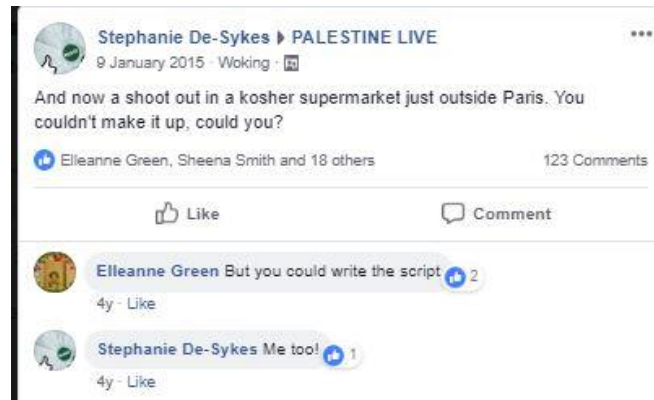 Stephanie De-Sykes ▸ PALESTINE LIVE
9 January 2015 · Woking ·
And now a shoot out in a kosher supermarket just outside Paris. You
couldn't make it up, could you?
Elleanne Green, Sheena Smith and 18 others 123 Comments
Like Comment
Elleanne Green But you could write the script 2
4y · Like
Stephanie De-Sykes Me too! 1
4y · Like